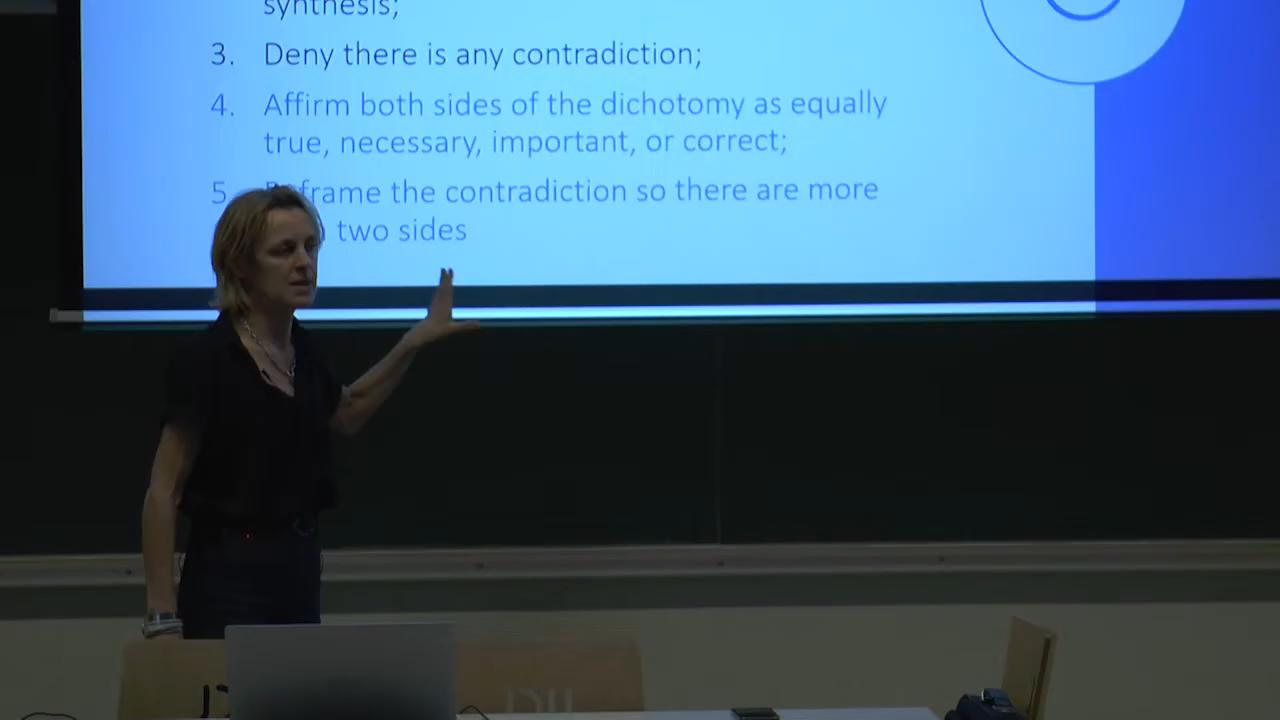 synthesis;
3. Deny there is any contradiction;
4. Affirm both sides of the dichotomy as equally
true, necessary, important, or correct;
5 the contradiction so there are more
two sides